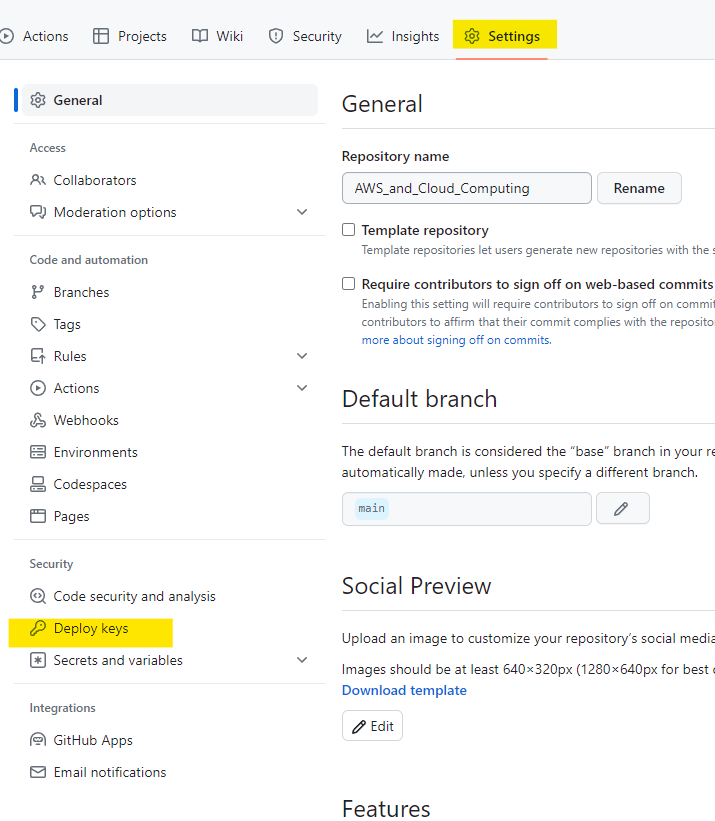 Actions Projects Wiki Security Insights Settings
General
Access
Collaborators
Moderation options
Code and automation
Branches
Tags
Rules
Actions
Webhooks
Environments
Codespaces
Pages
Security
Code security and analysis
Deploy keys
Secrets and variables
Integrations
GitHub Apps
Email notifications
General
Repository name
AWS_and_Cloud_Computing Rename
Template repository
Template repositories let users generate new repositories with the s
Require contributors to sign off on web-based commits
Enabling this setting will require contributors to sign off on commit
contributors to affirm that their commit complies with the reposito
more about signing off on commits.
Default branch
The default branch is considered the “base” branch in your re
automatically made, unless you specify a different branch.
main
Social Preview
Upload an image to customize your repository’s social media
Images should be at least 640×320px (1280×640px for best d
Download template
Edit
Features